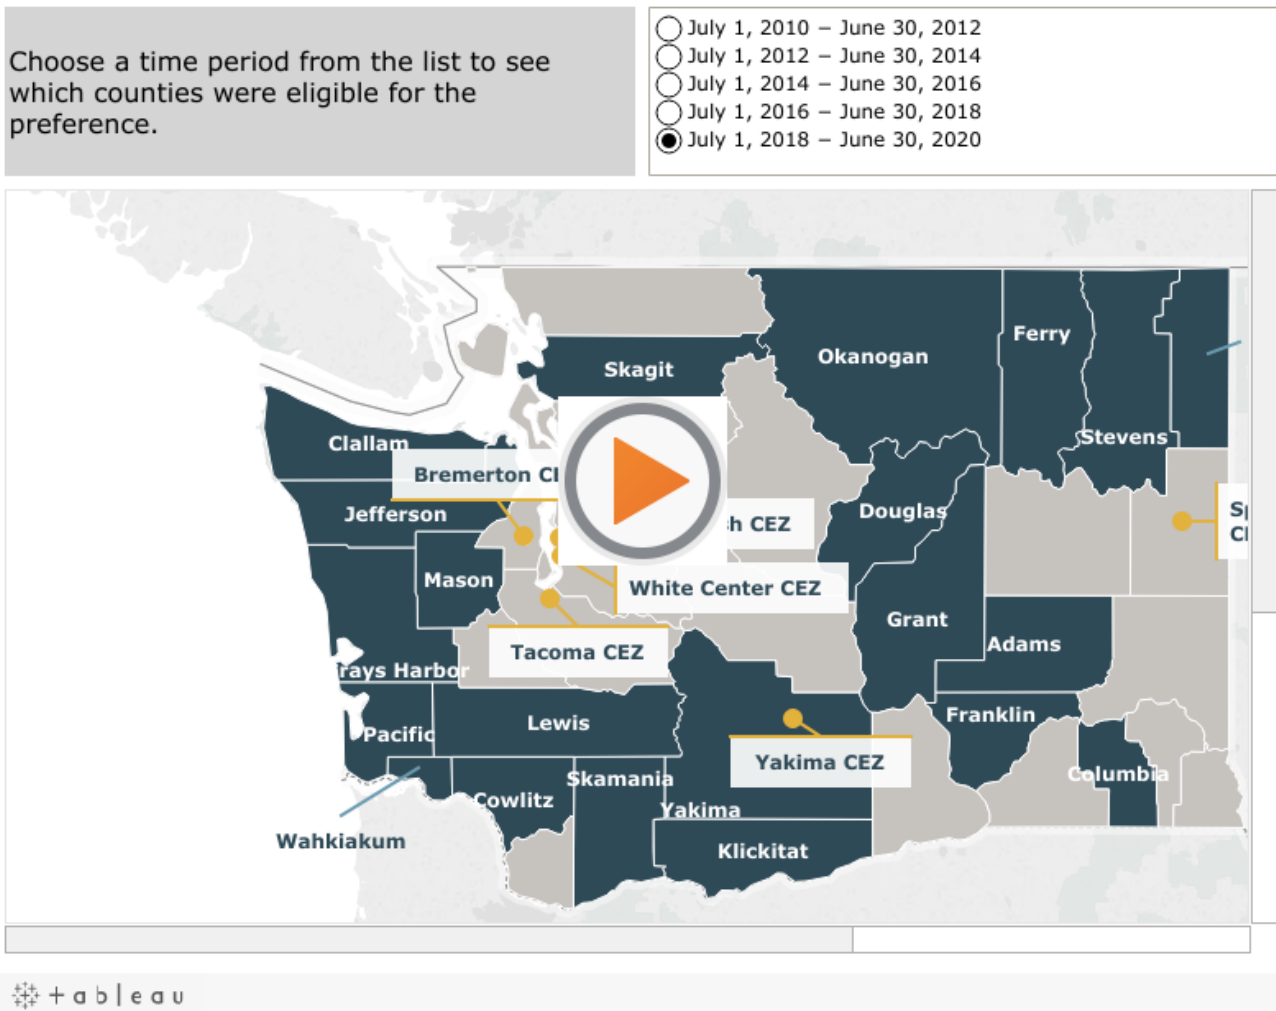 Choose a time period from the list to see
which counties were eligible for the
preference.
July 1, 2010 – June 30, 2012
July 1, 2012 – June 30, 2014
July 1, 2014 – June 30, 2016
July 1, 2016 – June 30, 2018
July 1, 2018 – June 30, 2020
Ferry
Okanogan
Skagit
Stevens
Clallam
Bremerton
Douglas
Jefferson
CEZ
Mason
White Center CEZ
Grant
Adams
Tacoma CEZ
Harbor
Franklin
Lewis
Pacific
Yakima CEZ
Columbia
Skamania
Cowlitz
Yakima
Wahkiakum
Klickitat
+ableau